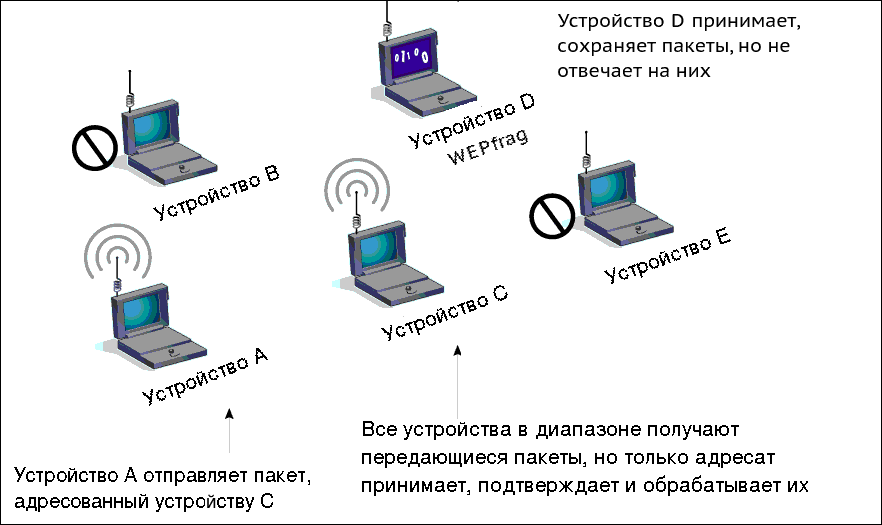 Устройство D принимает,
сохраняет пакеты, но не
отвечает на них
01100
Устройство D
WEPfrag
Устройство B
Устройство E
Устройство C
Устройство A
Все устройства в диапазоне получают
передающиеся пакеты, но только адресат
принимает, подтверждает и обрабатывает их
Устройство A отправляет пакет,
адресованный устройству C